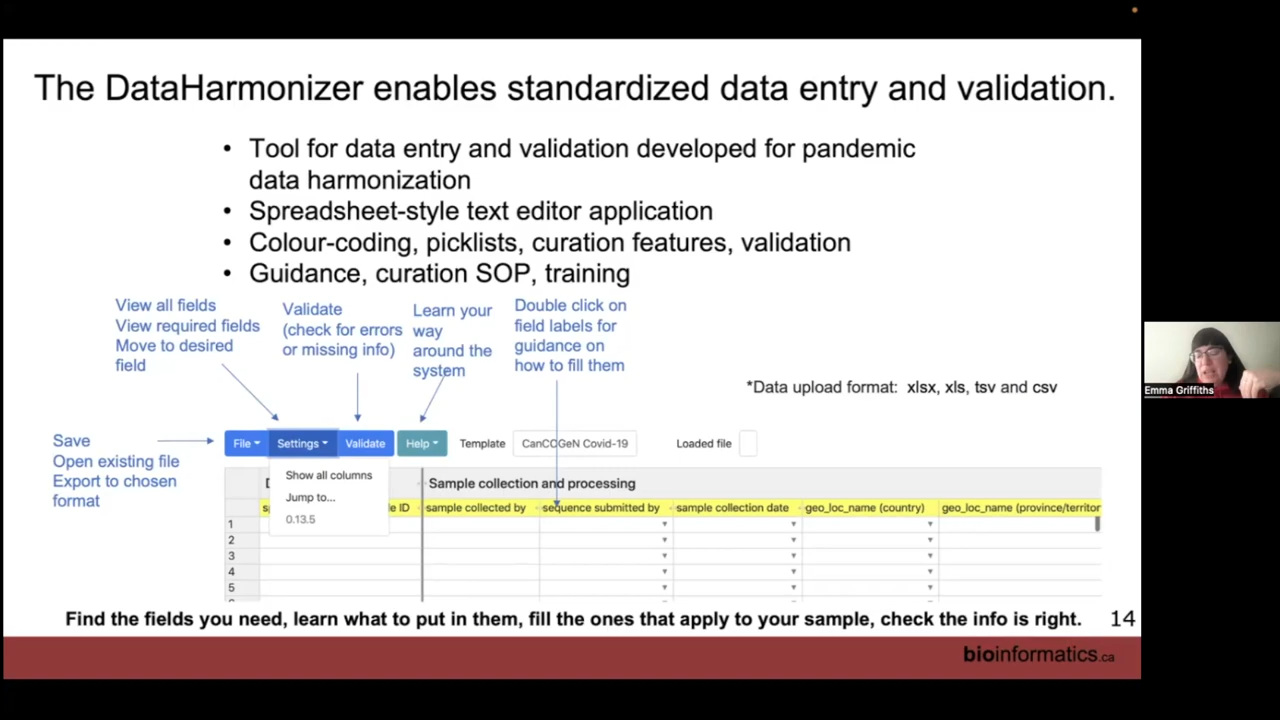 The DataHarmonizer enables standardized data entry and validation.
• Tool for data entry and validation developed for pandemic
data harmonization
• Spreadsheet-style text editor application
• Colour-coding, picklists, curation features, validation
• Guidance, curation SOP, training
View all fields
View required fields
Move to desired
field
Validate
(check for errors
or missing info)
Learn your
way
around the
system
Double click on
field labels for
guidance on
how to fill them
*Data upload format: xlsx, xls, tsv and csv
Emma Griffiths
Save
Open existing file
Export to chosen
format
File Settings Validate Help Template CanCOGeN Covid-19 Loaded file
Show all columns
Jump to...
0.13.5
D Sample collection and processing
le ID sample collected by sequence submitted by sample collection date geo_loc_name (country) geo_loc_name (province/territor
1
2
3
4
5
Find the fields you need, learn what to put in them, fill the ones that apply to your sample, check the info is right.
14
bioinformatics.ca